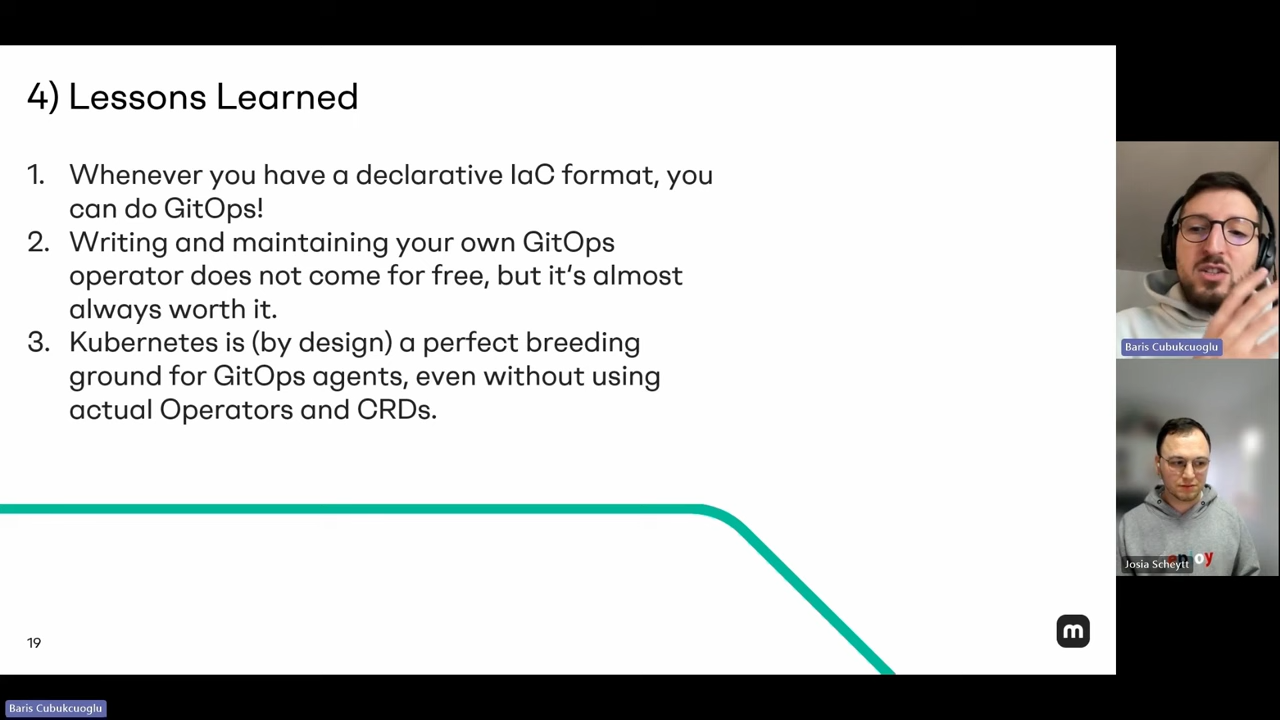 4) Lessons Learned
1. Whenever you have a declarative IaC format, you
can do GitOps!
2. Writing and maintaining your own GitOps
operator does not come for free, but it's almost
always worth it.
3. Kubernetes is (by design) a perfect breeding
ground for GitOps agents, even without using
actual Operators and CRDs.
19
m
Baris Cubukcuoglu
enjoy
Josia Scheytt
Baris Cubukcuoglu